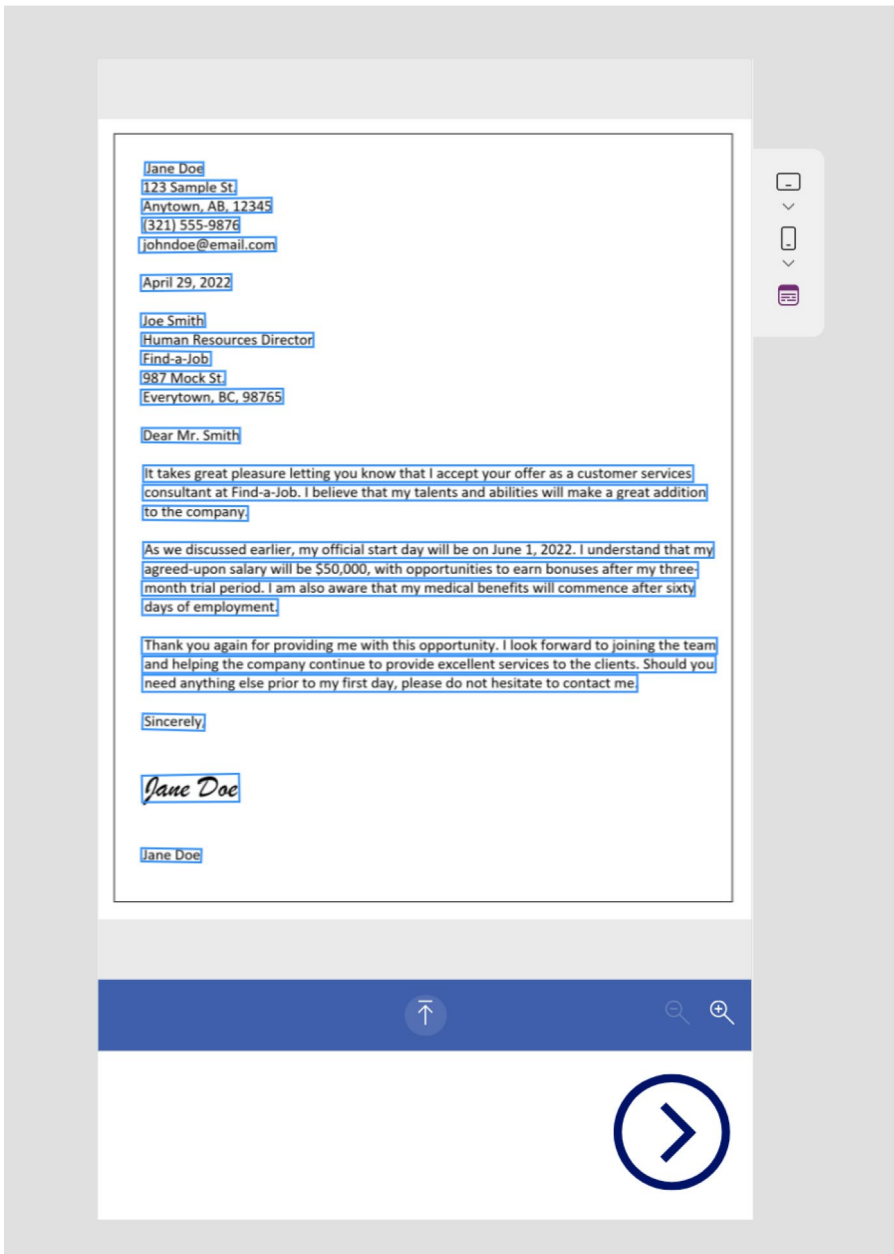 Jane Doe
123 Sample St.
Anytown, AB, 12345
(321) 555-9876
johndoe@email.com
April 29, 2022
Joe Smith
Human Resources Director
Find-a-Job
987 Mock St.
Everytown, BC, 98765
Dear Mr. Smith
It takes great pleasure letting you know that I accept your offer as a customer services
consultant at Find-a-Job. I believe that my talents and abilities will make a great addition
to the company.
As we discussed earlier, my official start day will be on June 1, 2022. I understand that my
agreed-upon salary will be $50,000, with opportunities to earn bonuses after my three-
month trial period. I am also aware that my medical benefits will commence after sixty
days of employment.
Thank you again for providing me with this opportunity. I look forward to joining the team
and helping the company continue to provide excellent services to the clients. Should you
need anything else prior to my first day, please do not hesitate to contact me.
Sincerely,
Jane Doe
Jane Doe